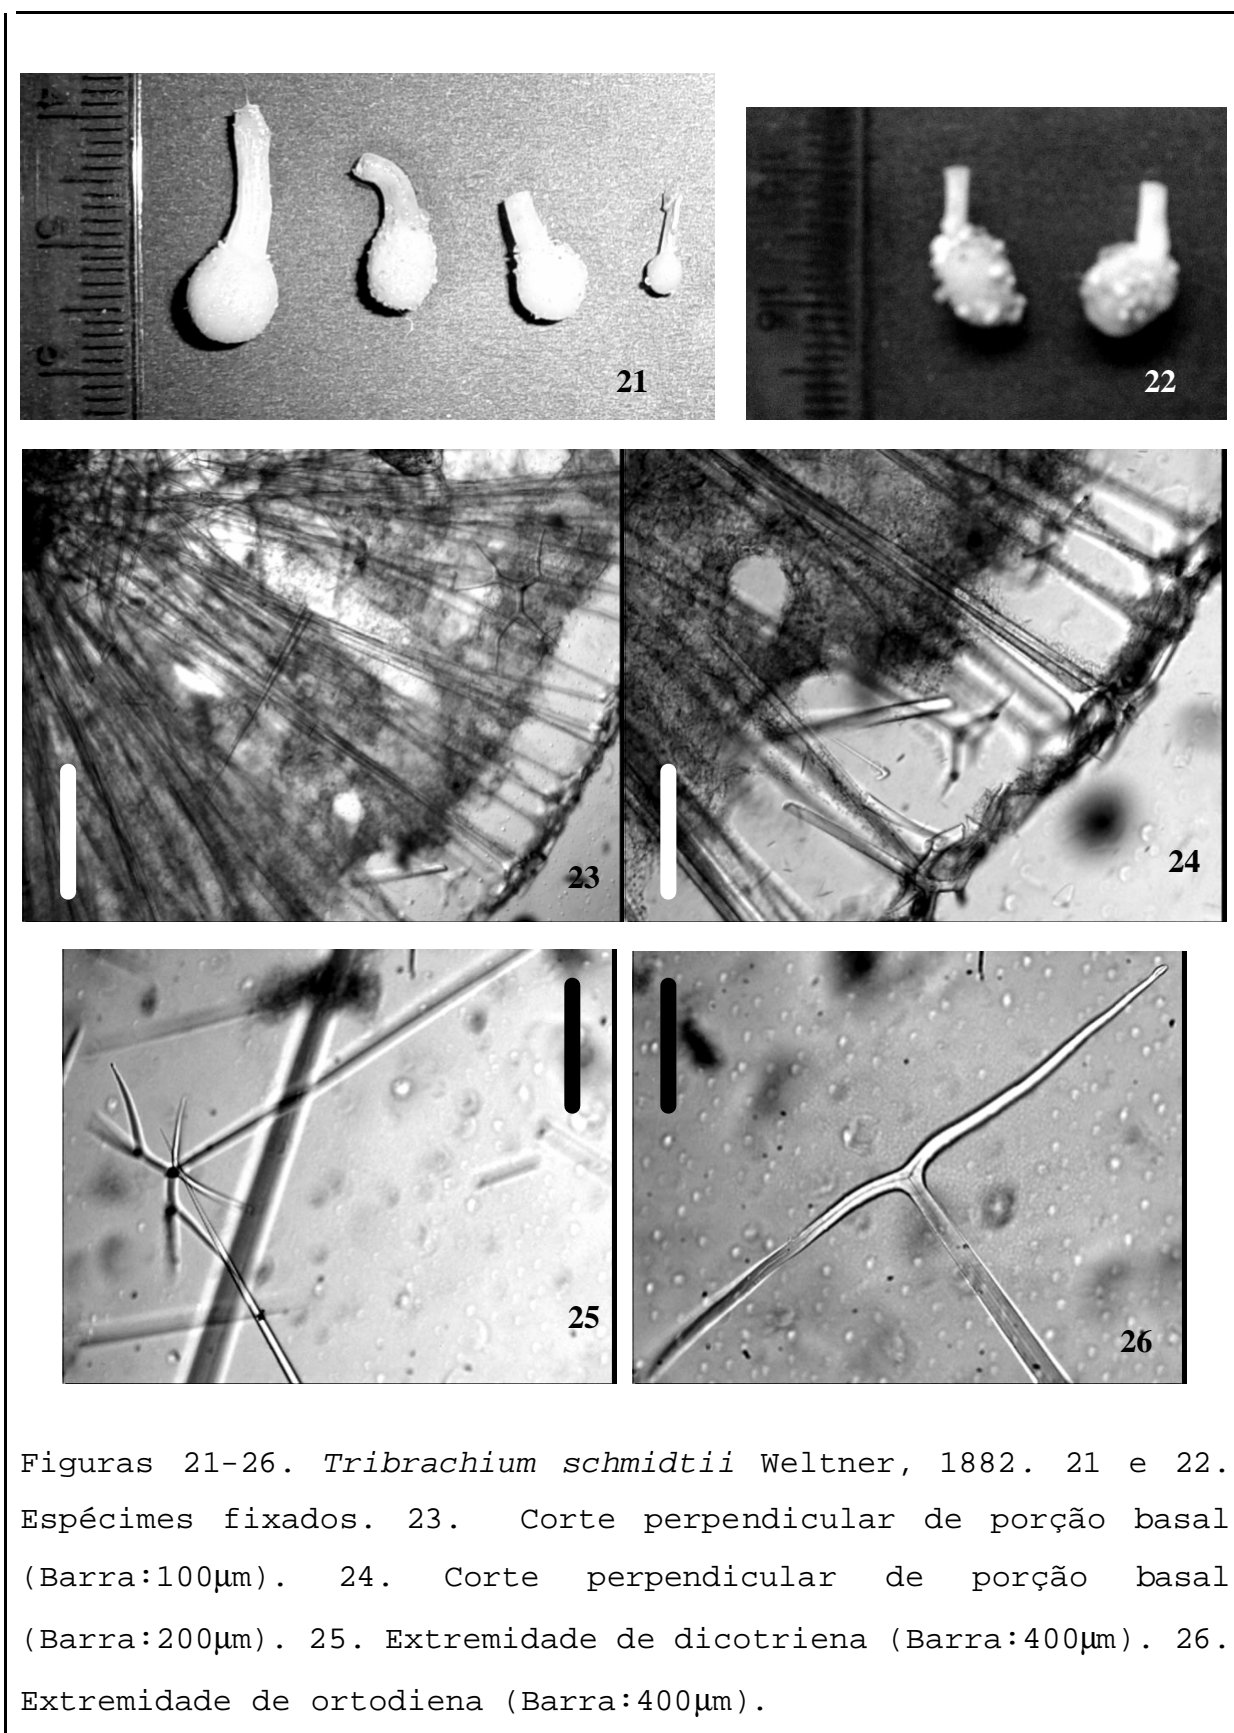 21
22
23
24
25
26
Figuras 21-26. Tribrachium schmidtii Weltner, 1882. 21 e 22.
Espécimes fixados. 23. Corte perpendicular de porção basal
(Barra:100μm). 24. Corte perpendicular de porção basal
(Barra:200μm). 25. Extremidade de dicotriena (Barra:400μm). 26.
Extremidade de ortodiena (Barra:400μm).